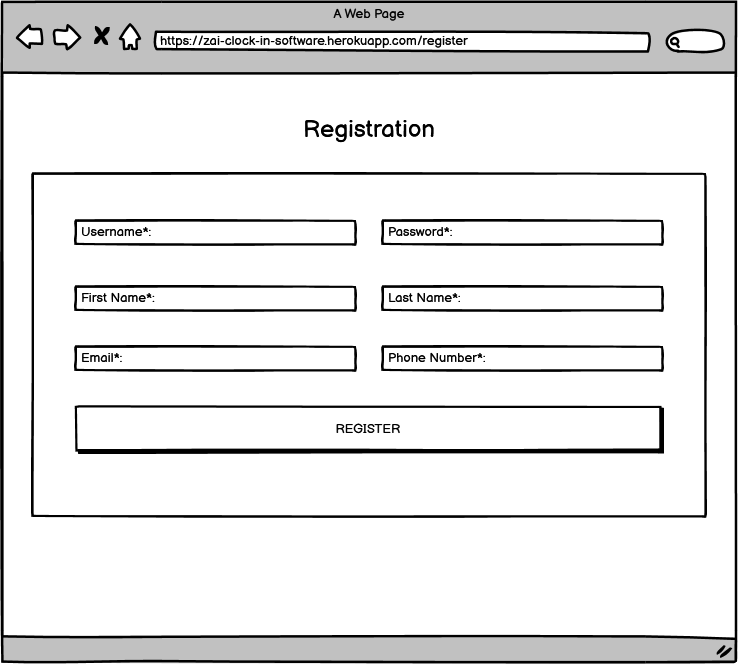 A Web Page
https://zai-clock-in-software.herokuapp.com/register
Registration
Username*: Password*:
First Name*: Last Name*:
Email*: Phone Number*:
REGISTER